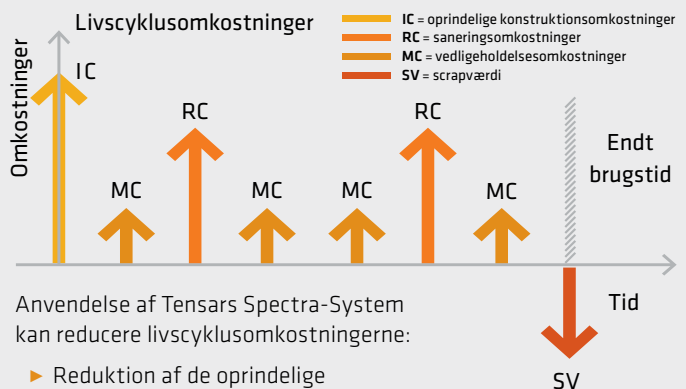 Livscyklusomkostninger
IC = oprindelige konstruktionsomkostninger
RC = saneringsomkostninger
MC = vedligeholdelsesomkostninger
SV = scrapværdi
Omkostninger
IC
RC
RC
Endt
brugstid
MC
MC
MC
MC
Tid
SV
Anvendelse af Tensars Spectra-System
kan reducere livscyklusomkostningerne:
► Reduktion af de oprindelige